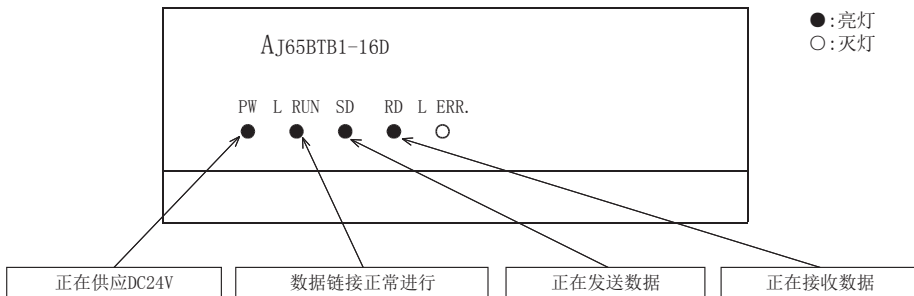 ●:亮灯
○:灭灯
AJ65BTB1-16D
PW L RUN SD RD L ERR.
正在供应DC24V
数据链接正常进行
正在发送数据
正在接收数据